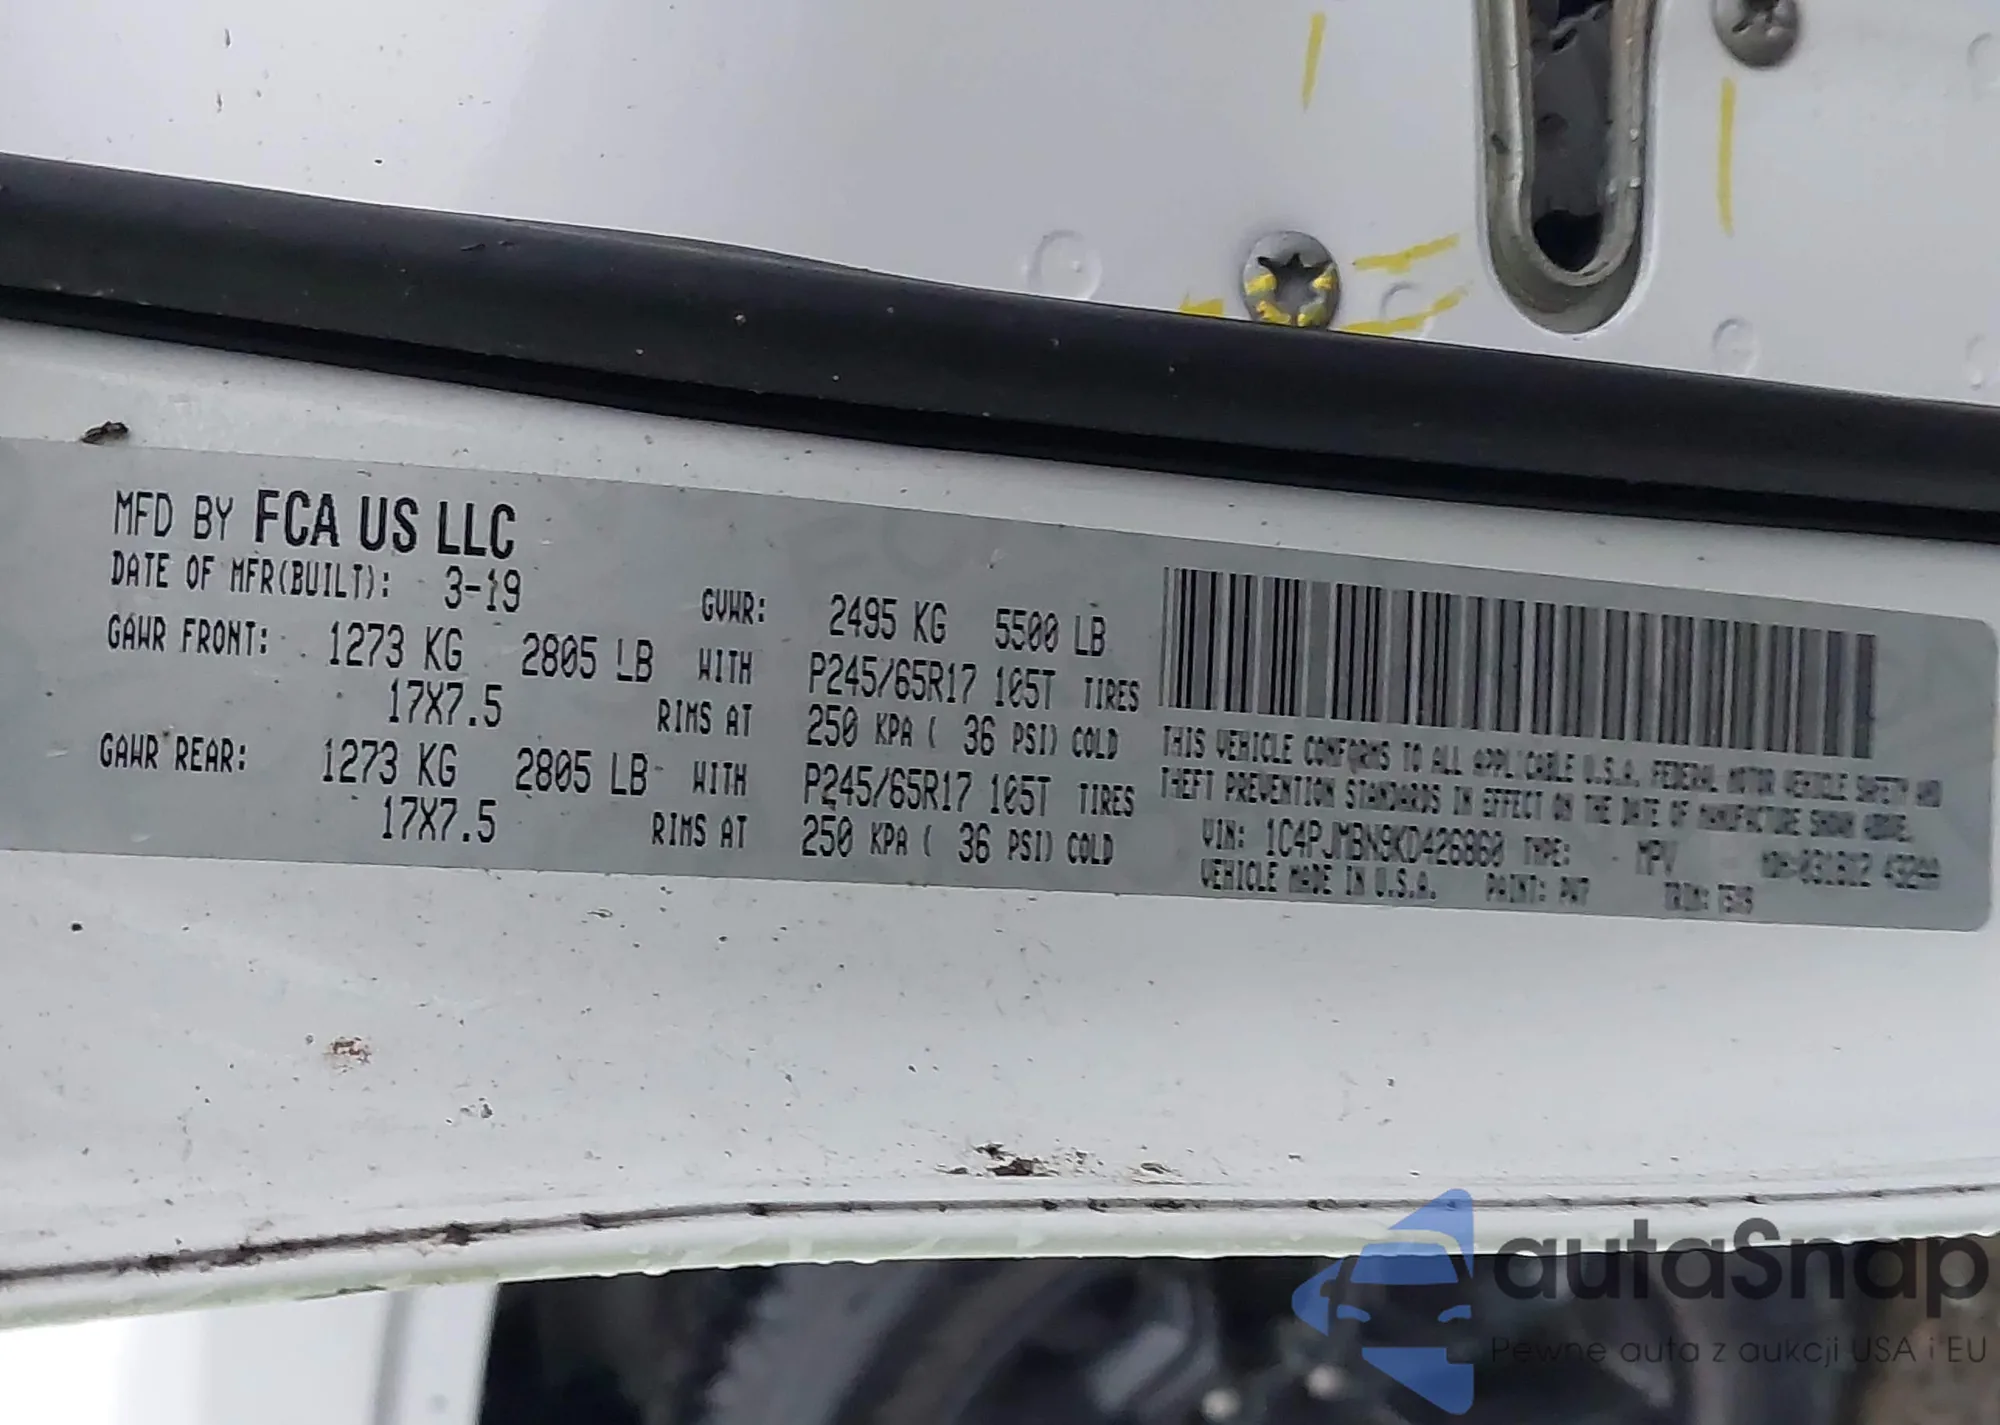 MFD BY FCA US LLC
DATE OF MFR(BUILT): 3-19 GVWR: 2495 KG 5500 LB
GAWR FRONT: 1273 KG 2805 LB WITH P245/65R17 105T TIRES
17X7.5 RIMS AT 250 KPA ( 36 PSI) COLD
GAWR REAR: 1273 KG 2805 LB WITH P245/65R17 105T TIRES
17X7.5 RIMS AT 250 KPA ( 36 PSI) COLD
THIS VEHICLE CONFORMS TO ALL APPLICABLE U.S.A. FEDERAL MOTOR VEHICLE SAFETY AND
THEFT PREVENTION STANDARDS IN EFFECT ON THE DATE OF MANUFACTURE SHOWN ABOVE.
VIN: 1C4PJMBN9KD426860 TYPE: MPV
VEHICLE MADE IN U.S.A. PAINT: PW7 TRIM:
autaSnap
Pewne auta z aukcji USA i EU